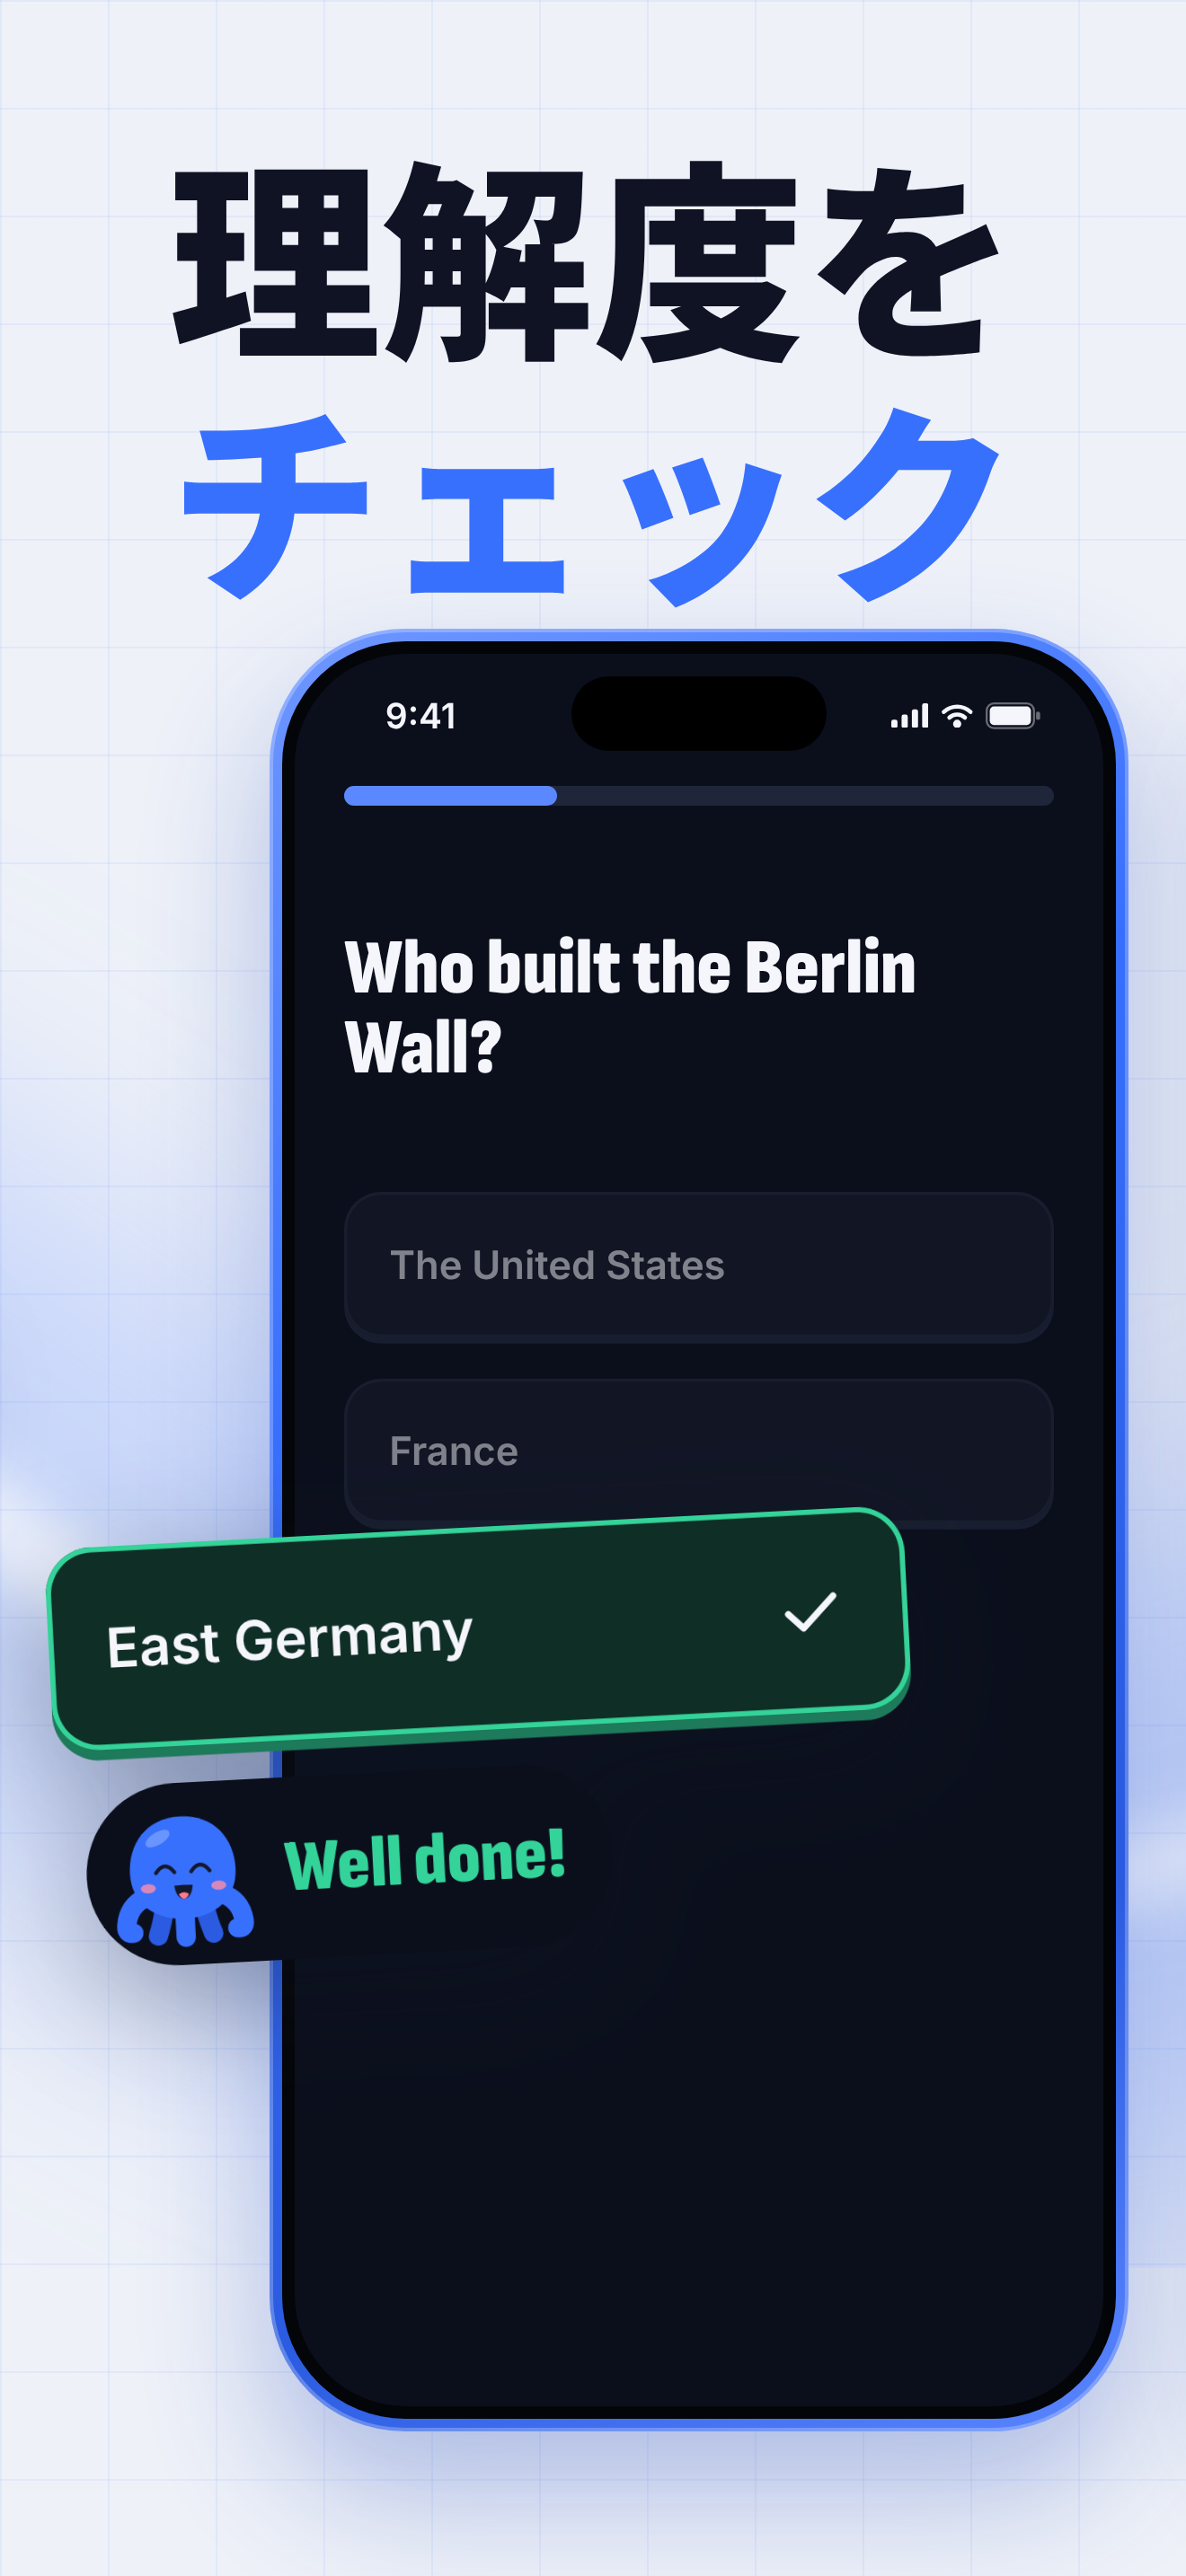 理解度を
チェック
9:41
Who built the Berlin
Wall?
The United States
France
East Germany
Well done!